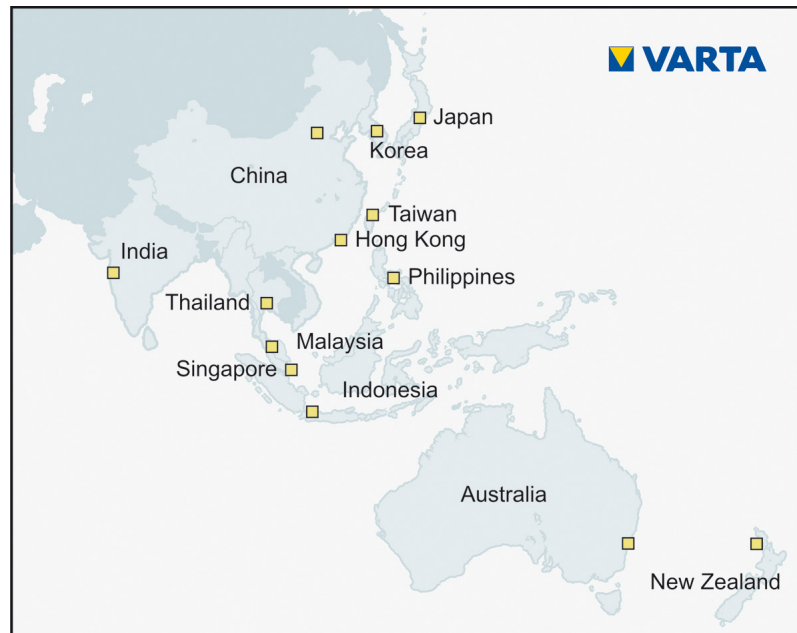 VARTA
Japan
Korea
China
Taiwan
Hong Kong
India
Philippines
Thailand
Malaysia
Singapore
Indonesia
Australia
New Zealand